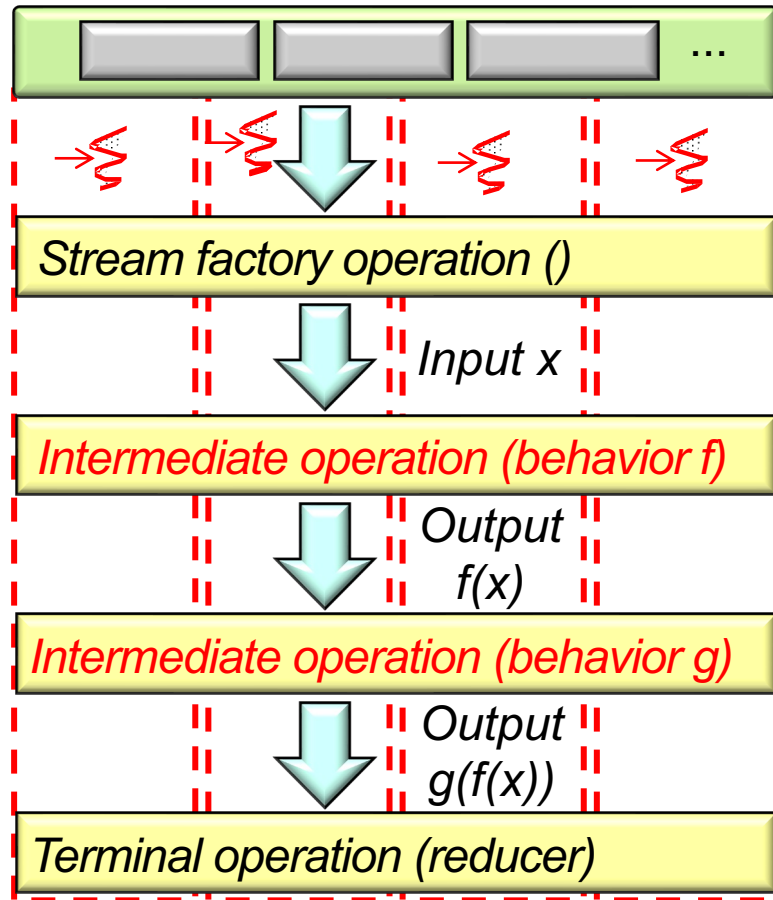 ...
Stream factory operation ()
Input x
Intermediate operation (behavior f)
Output
f(x)
Intermediate operation (behavior g)
Output
g(f(x))
Terminal operation (reducer)